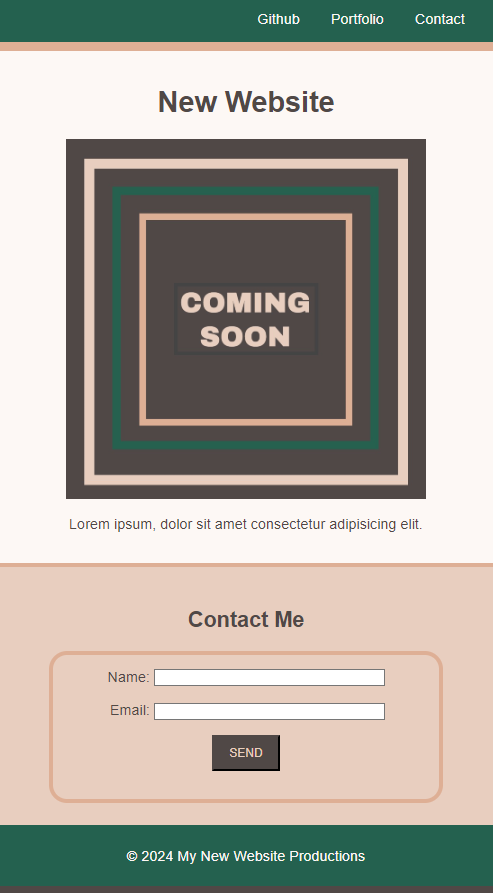 Github Portfolio Contact
New Website
COMING
SOON
Lorem ipsum, dolor sit amet consectetur adipisicing elit.
Contact Me
Name:
Email:
SEND
© 2024 My New Website Productions